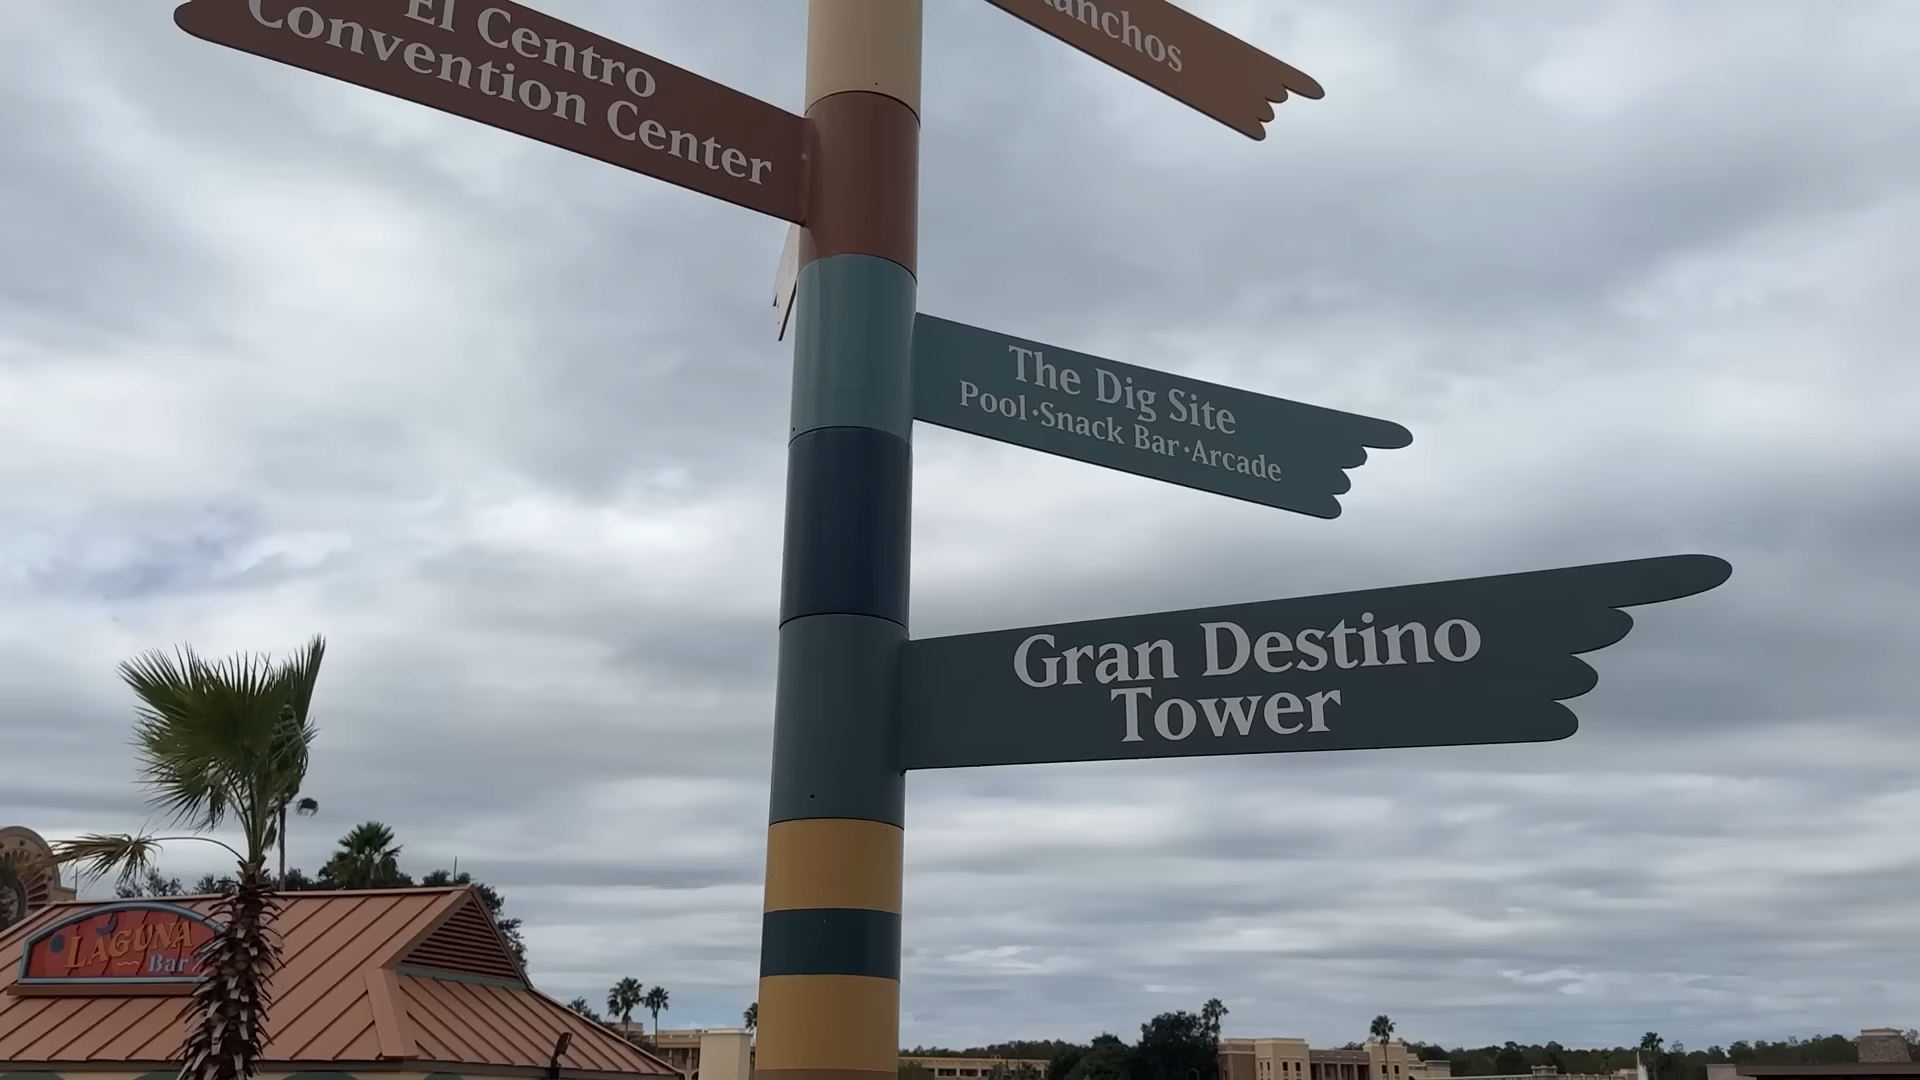 El Centro
Convention Center
The Dig Site
Pool·Snack Bar·Arcade
Gran Destino
Tower
LAGUNA
Bar